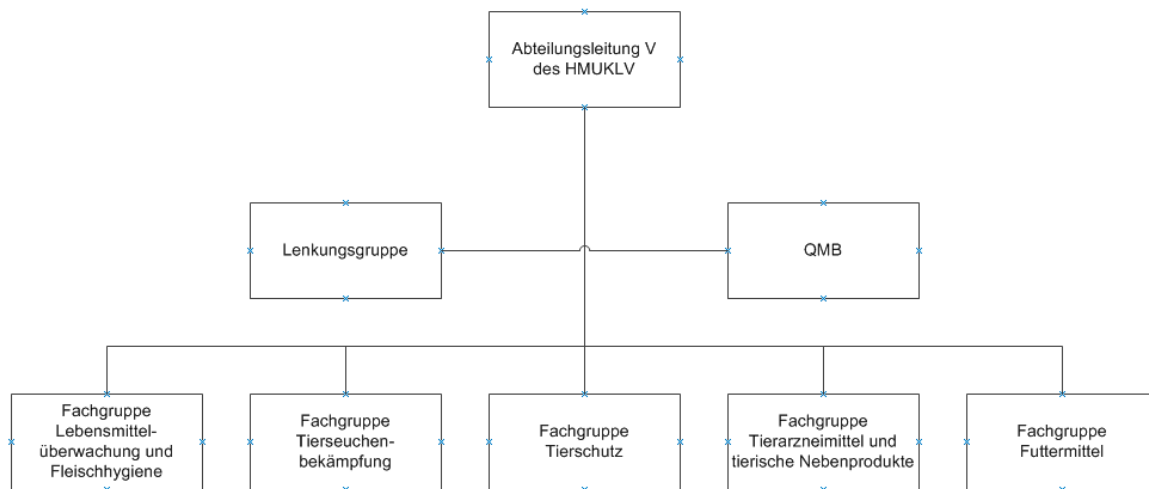 Abteilungsleitung V
des HMUKLV
Lenkungsgruppe
QMB
Fachgruppe
Lebensmittel-
überwachung und
Fleischhygiene
Fachgruppe
Tierseuchen-
bekämpfung
Fachgruppe
Tierschutz
Fachgruppe
Tierarzneimittel und
tierische Nebenprodukte
Fachgruppe
Futtermittel